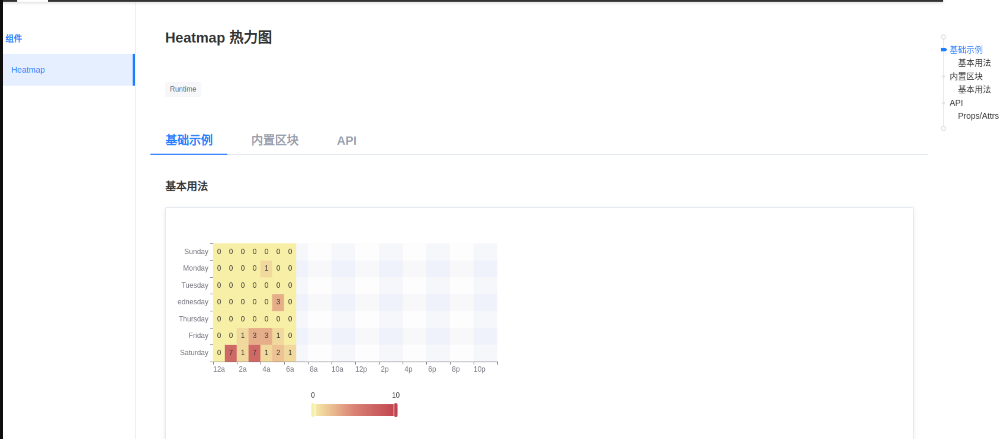 组件
Heatmap
Heatmap 热力图
Runtime
基础示例 内置区块 API
基本用法
Sunday 0 0 0 0 0 0 0
Monday 0 0 0 0 1 0 0
Tuesday 0 0 0 0 0 0 0
ednesday 0 0 0 0 0 3 0
Thursday 0 0 0 0 0 0 0
Friday 0 0 1 3 3 1 0
Saturday 0 7 1 7 1 2 1
12a 2a 4a 6a 8a 10a 12p 2p 4p 6p 8p 10p
0 10
基础示例
基本用法
内置区块
基本用法
API
Props/Attrs